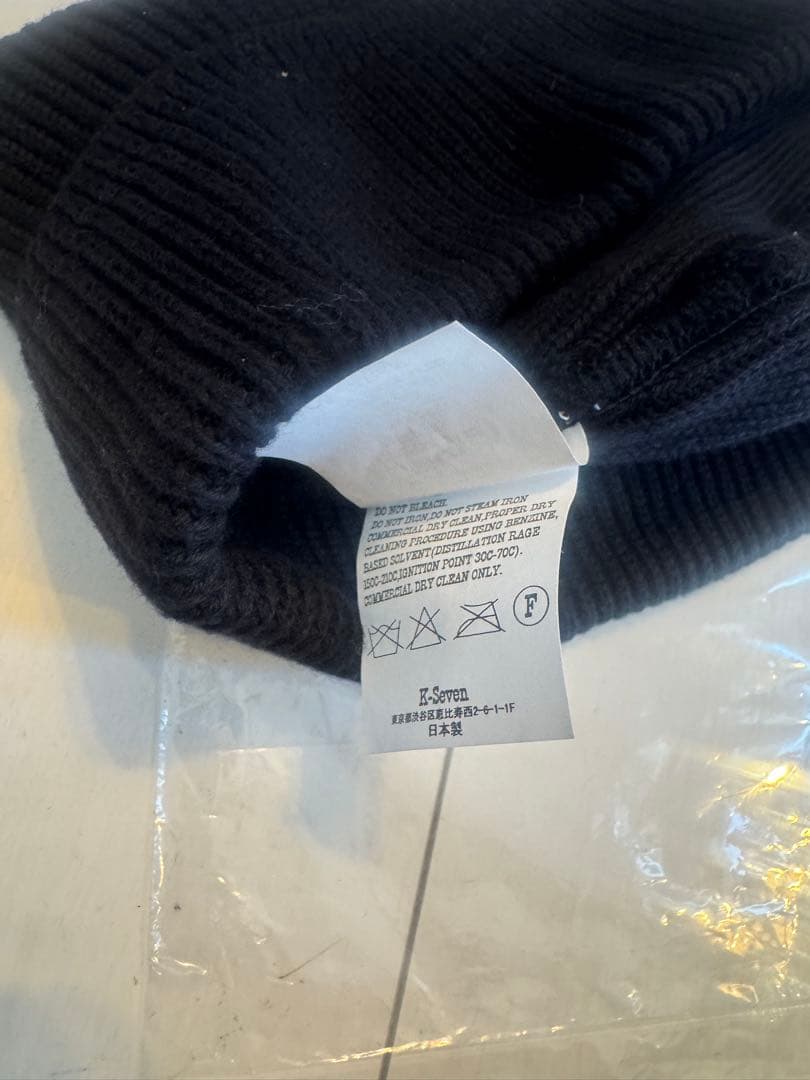 DO NOT BLEACH.
DO NOT IRON,DO NOT STEAM IRON
COMMERCIAL DRY CLEAN,PROPER DRY
CLEANING PROCEDURE USING BENZINE,
BASED SOLVENT(DISTILLATION RAGE
150C-210C,IGNITION POINT 30C-70C).
COMMERCIAL DRY CLEAN ONLY.
F
K-Seven
東京都渋谷区恵比寿西2-6-1-1F
日本製